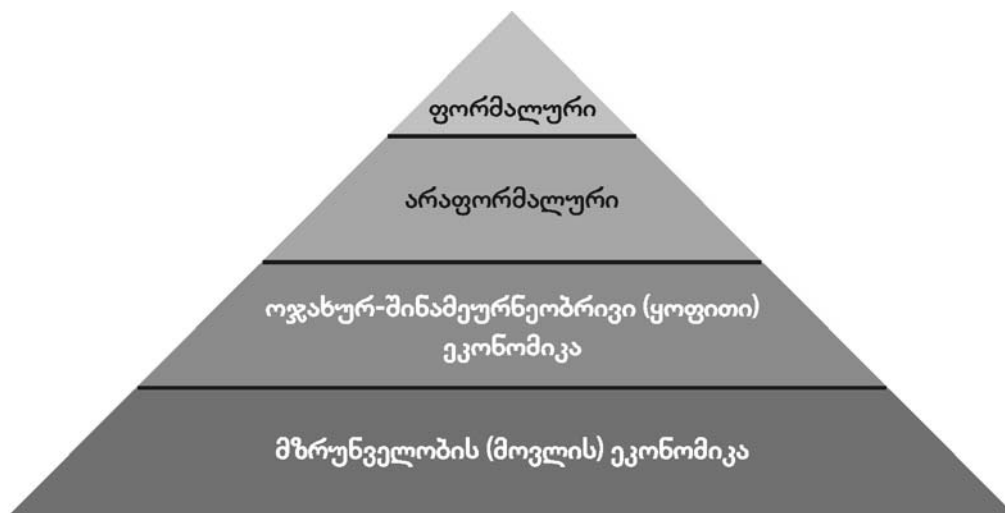 ფორმალური
არაფორმალური
ოჯახურ-შინამეურნეობრივი (ყოფითი)
ეკონომიკა
მზრუნველობის (მოვლის) ეკონომიკა